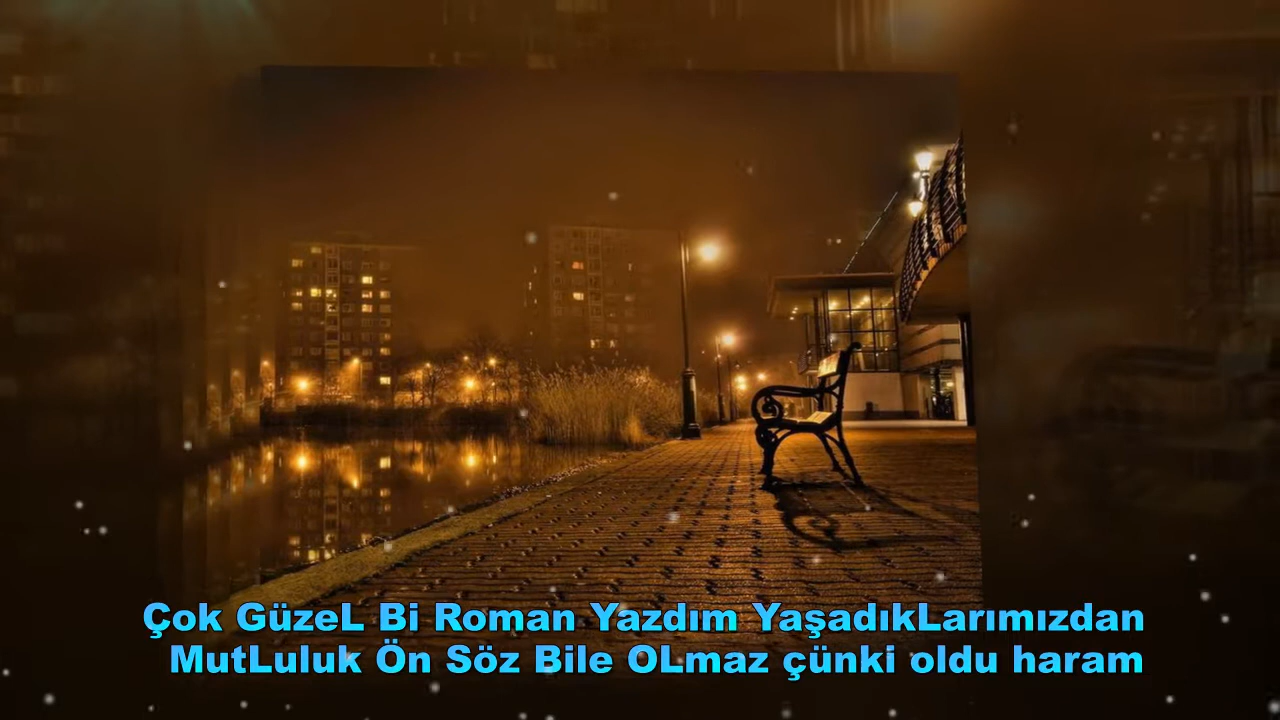 Çok GüzeL Bi Roman Yazdım YaşadıkLarımızdan
MutLuluk Ön Söz Bile OLmaz çünki oldu haram